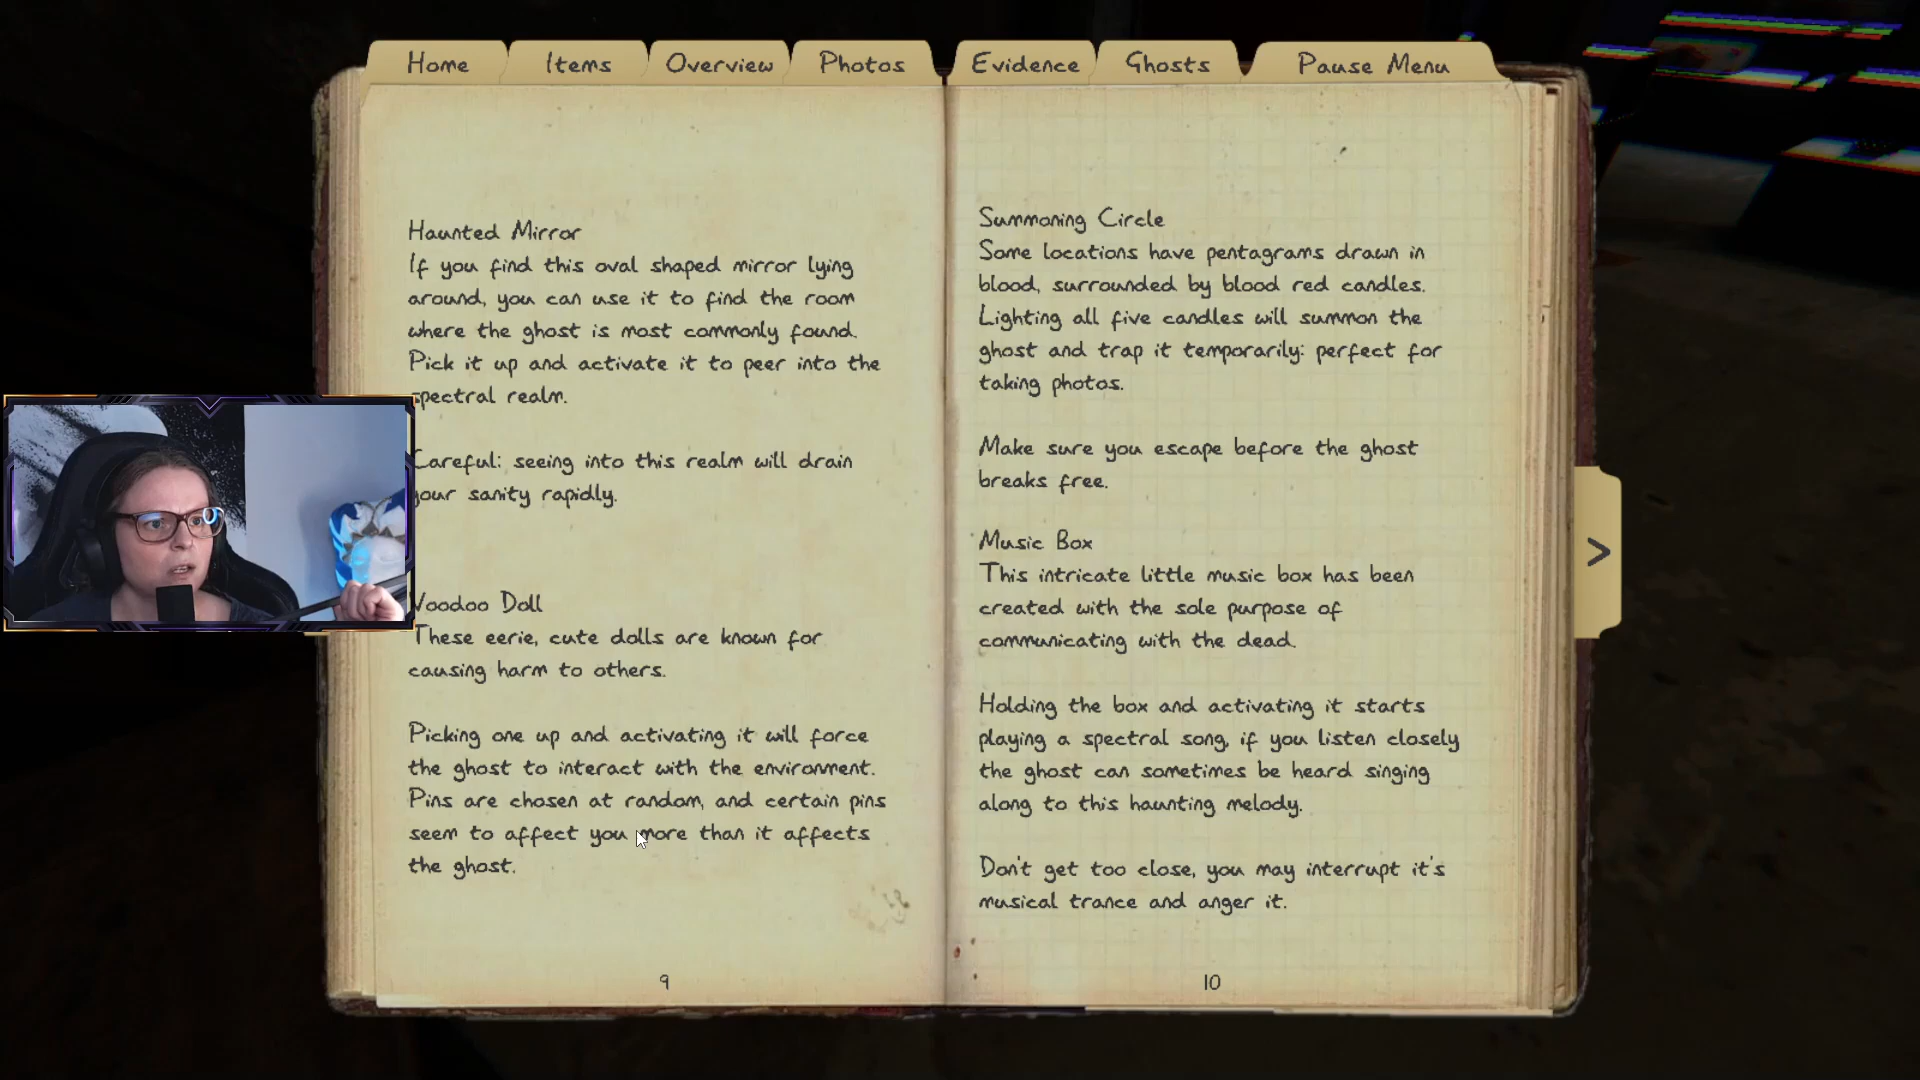 Home
Items
Overview
Photos
Evidence
Ghosts
Pause Menu
Haunted Mirror
If you find this oval shaped mirror lying
around, you can use it to find the room
where the ghost is most commonly found.
Pick it up and activate it to peer into the
spectral realm.
Careful: seeing into this realm will drain
your sanity rapidly.
Voodoo Doll
These eerie, cute dolls are known for
causing harm to others.
Picking one up and activating it will force
the ghost to interact with the environment.
Pins are chosen at random, and certain pins
seem to affect you more than it affects
the ghost.
9
Summoning Circle
Some locations have pentagrams drawn in
blood, surrounded by blood red candles.
Lighting all five candles will summon the
ghost and trap it temporarily: perfect for
taking photos.
Make sure you escape before the ghost
breaks free.
Music Box
This intricate little music box has been
created with the sole purpose of
communicating with the dead.
Holding the box and activating it starts
playing a spectral song, if you listen closely
the ghost can sometimes be heard singing
along to this haunting melody.
Don't get too close, you may interrupt it's
musical trance and anger it.
10
>